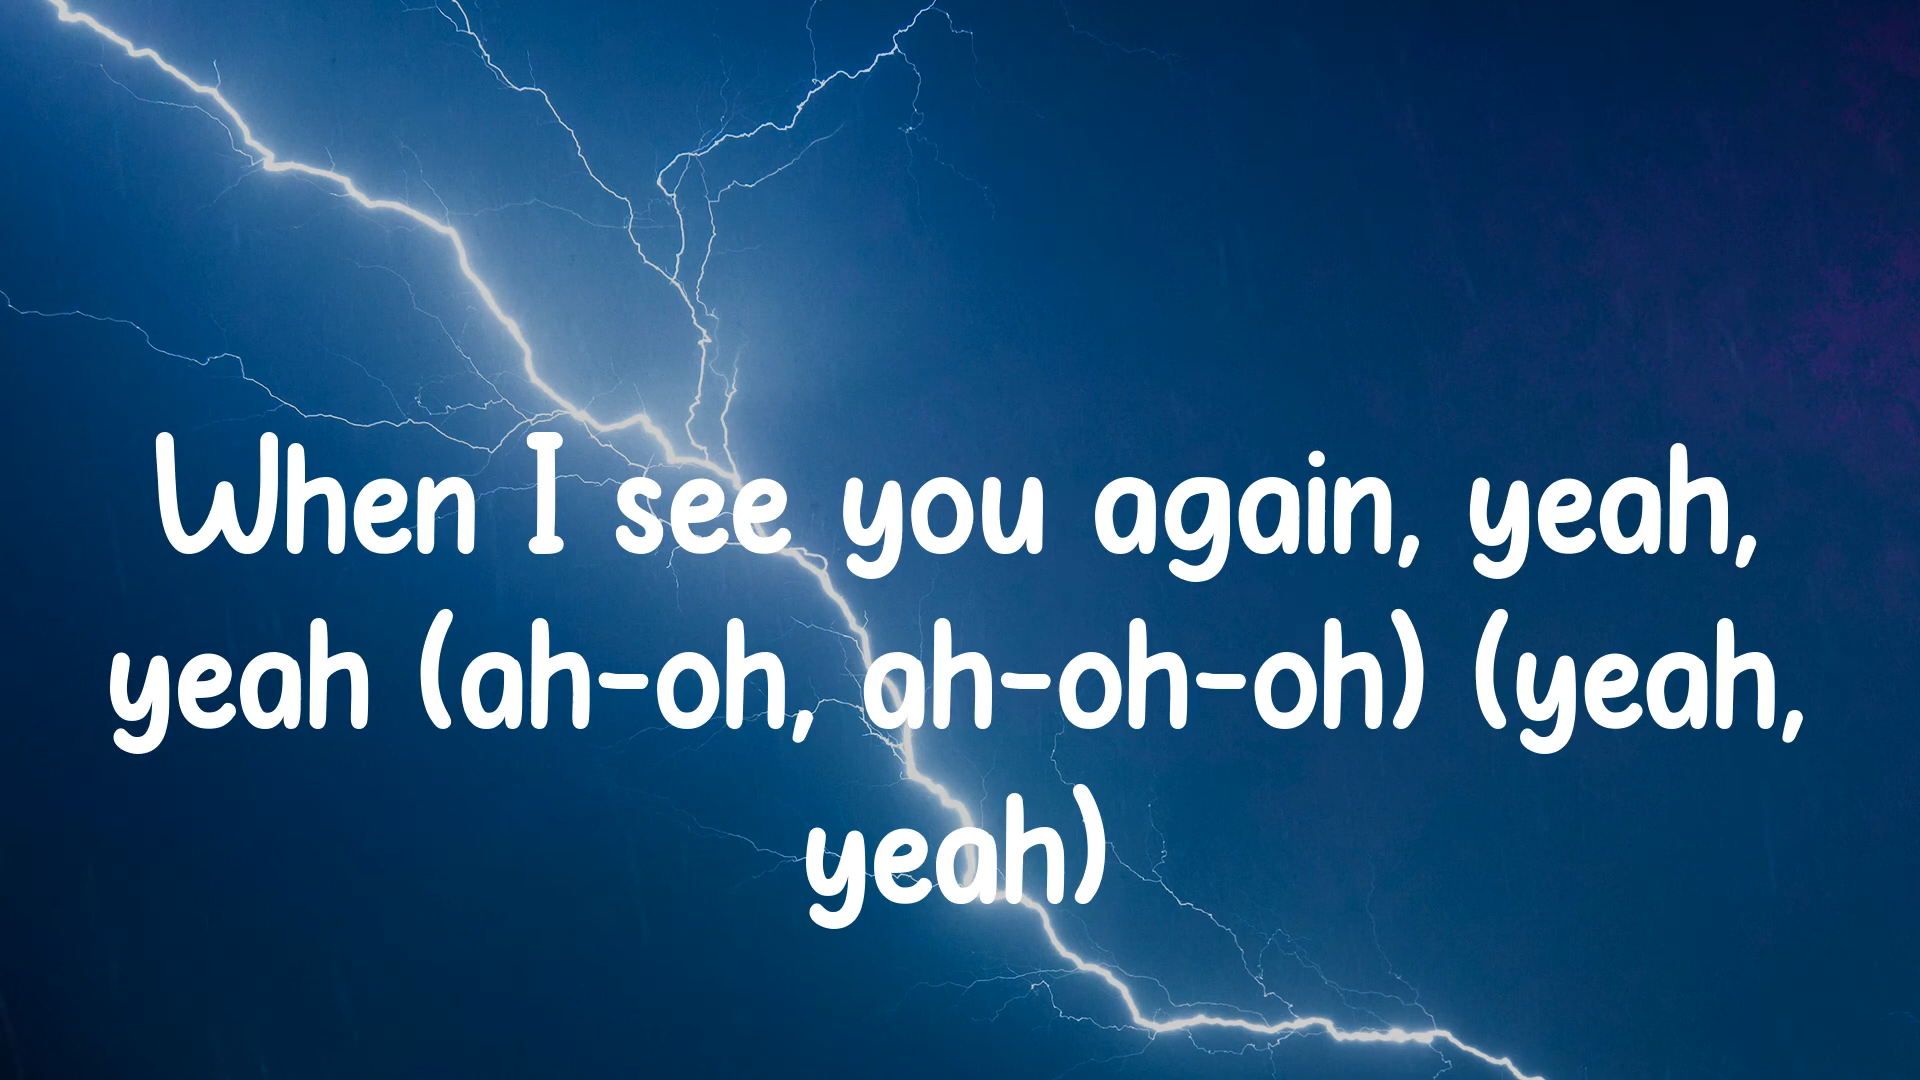 When I see you again, yeah,
yeah (ah-oh, ah-oh-oh) (yeah,
yeah)